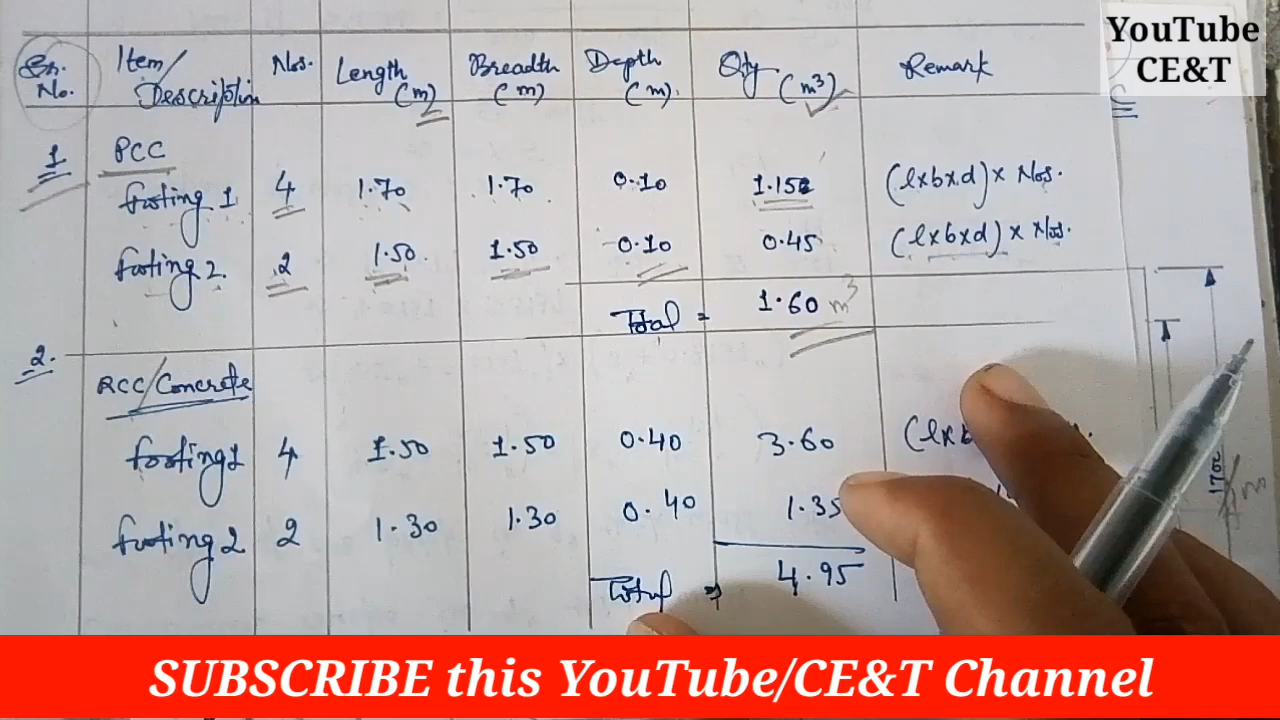 YouTube
CE&T
Sr. No. Item/Description Nos. Length (m) Breadth (m) Depth (m). Qty (m³) Remark
1 PCC
footing 1 4 1.70 1.70 0.10 1.152 (l×b×d)× Nos.
footing 2. 2 1.50 1.50 0.10 0.45 (l×b×d)× Nos.
Total = 1.60 m³
2. RCC/Concrete
footing 1 4 1.50 1.50 0.40 3.60 (l×b
footing 2 2 1.30 1.30 0.40 1.35
Total = 4.95
1700
SUBSCRIBE this YouTube/CE&T Channel